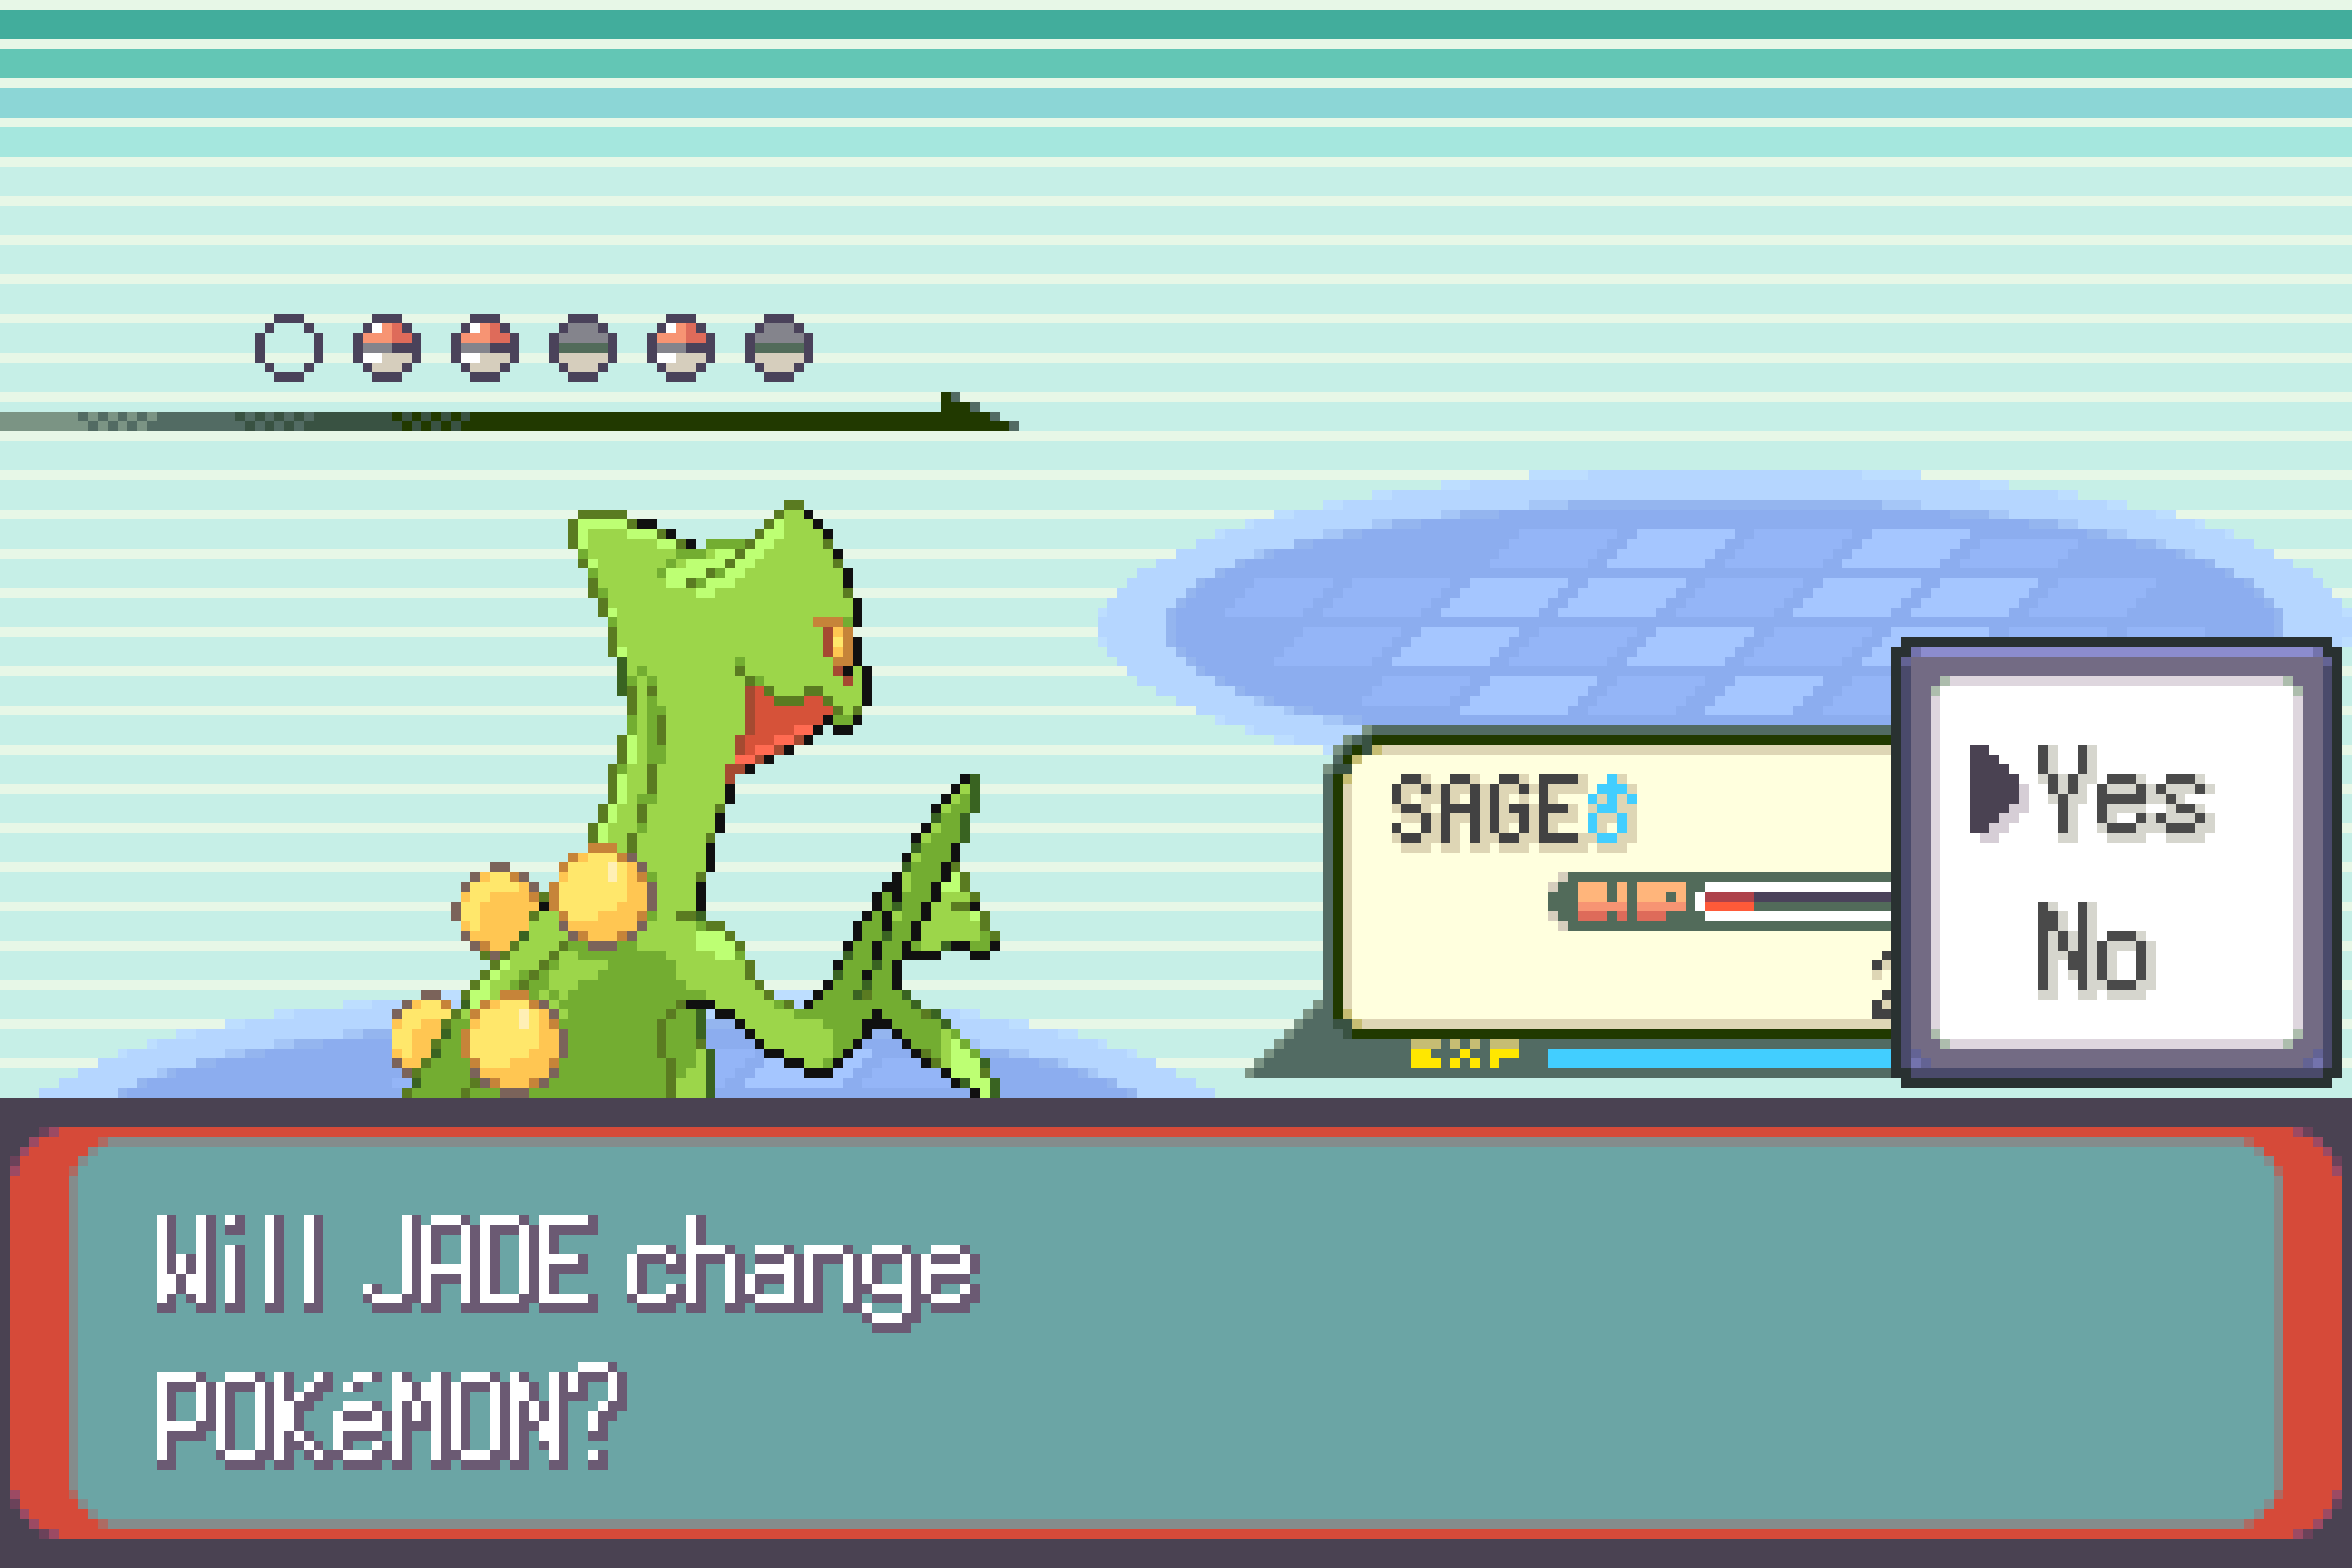 SAGE♂
HP
Yes
No
EXP
Will JADE change
POKéMON?